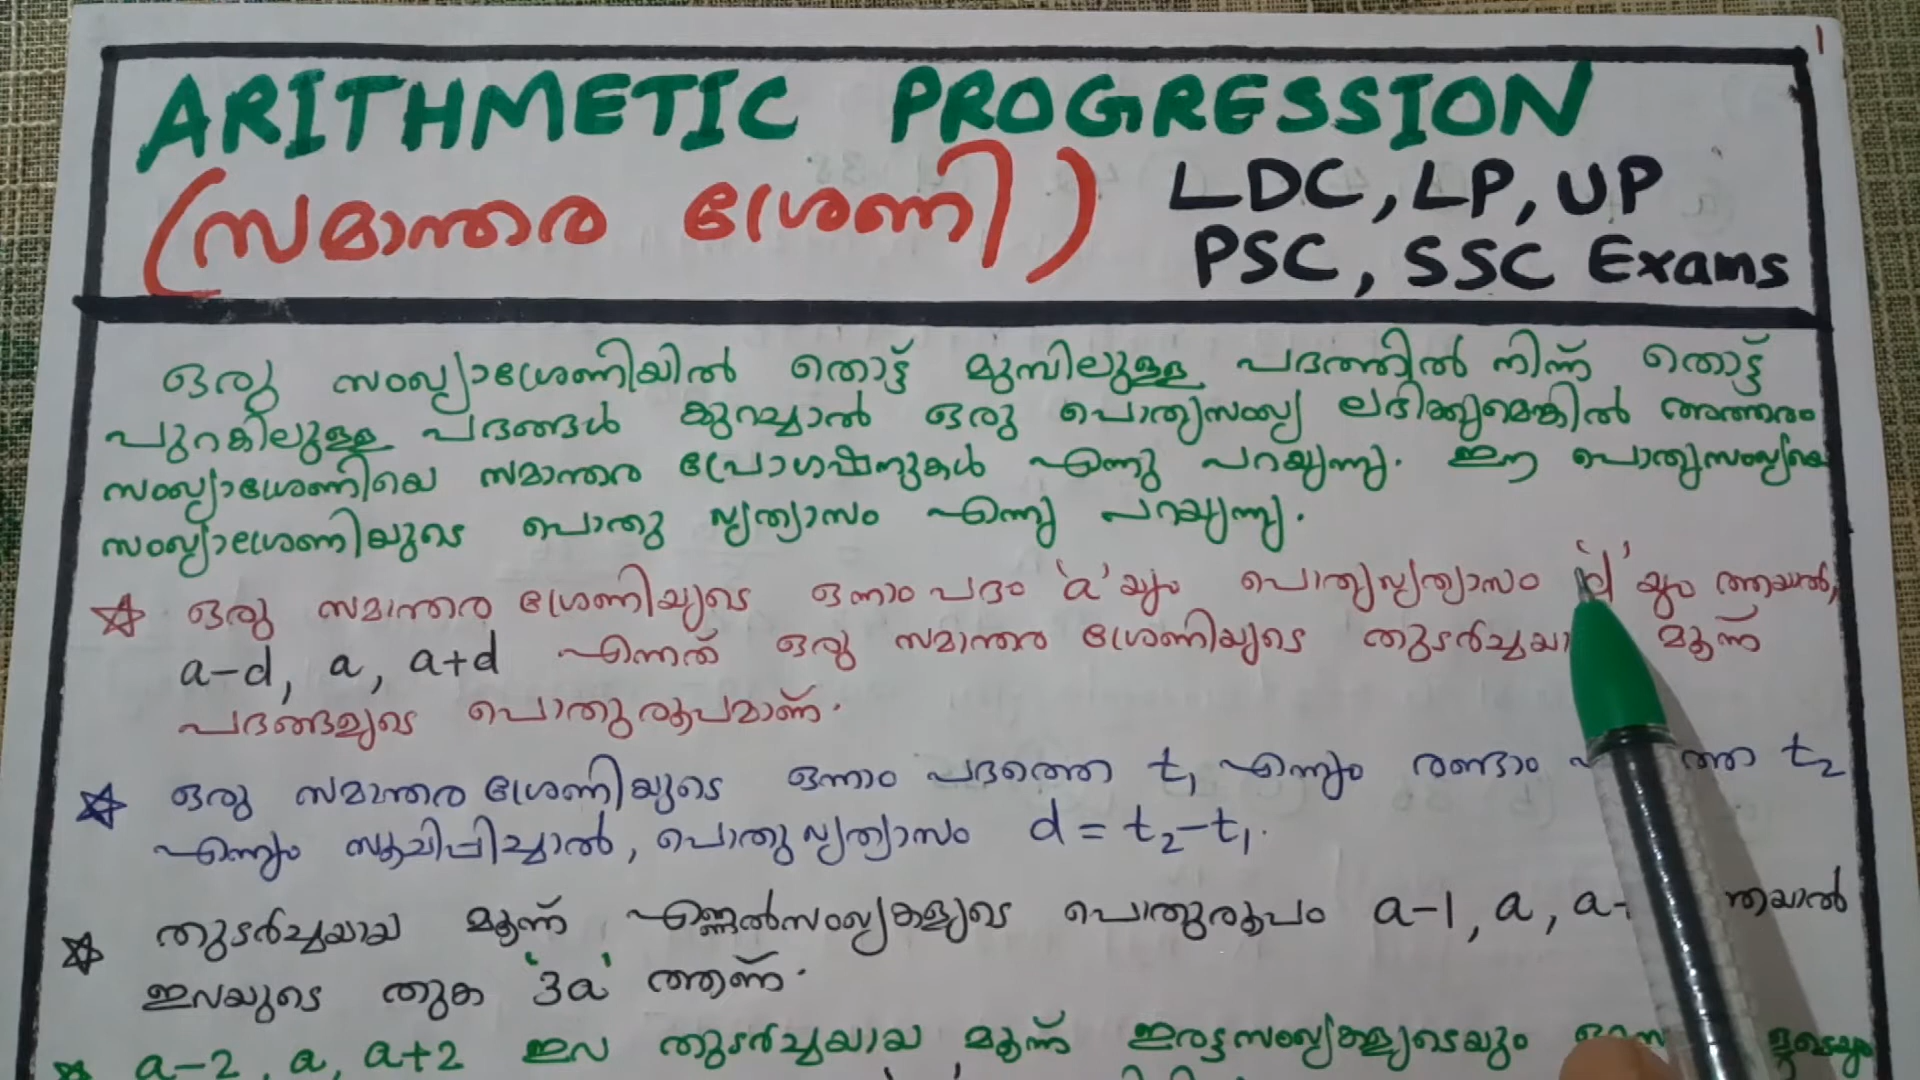 1
ARITHMETIC PROGRESSION
(സമാന്തര ശ്രേണി)
LDC, LP, UP
PSC, SSC Exams
ഒരു സംഖ്യാശ്രേണിയിൽ തൊട്ട് മുമ്പിലുള്ള പദത്തിൽ നിന്ന് തൊട്ട്
പുറകിലുള്ള പദങ്ങൾ കുറച്ചാൽ ഒരു പൊതുസംഖ്യ ലഭിക്കുമെങ്കിൽ അത്തരം
സംഖ്യാശ്രേണിയെ സമാന്തര പ്രോഗഷനുകൾ എന്നു പറയുന്നു. ഈ പൊതുസംഖ്യയെ
സംഖ്യാശ്രേണിയുടെ പൊതു വ്യത്യാസം എന്നു പറയുന്നു.
☆ ഒരു സമാന്തര ശ്രേണിയുടെ ഒന്നാം പദം 'a' യും പൊതുവ്യത്യാസം 'd' യും ആയാൽ,
a-d, a, a+d എന്നത് ഒരു സമാന്തര ശ്രേണിയുടെ മൂന്ന്
പദങ്ങളുടെ പൊതുരൂപമാണ്.
☆ ഒരു സമാന്തര ശ്രേണിയുടെ ഒന്നാം പദത്തെ t₁ എന്നും രണ്ടാം t₂
എന്നും സൂചിപ്പിച്ചാൽ, പൊതുവ്യത്യാസം d = t₂-t₁.
☆ തുടർച്ചയായ മൂന്ന് എണ്ണൽസംഖ്യകളുടെ പൊതുരൂപം a-1, a, a- ആയാൽ
ഇവയുടെ തുക '3a' ആണ്.
☆ a-2, a, a+2 ഇവ തുടർച്ചയായ മൂന്ന് ഇരട്ടസംഖ്യകളുടെയും